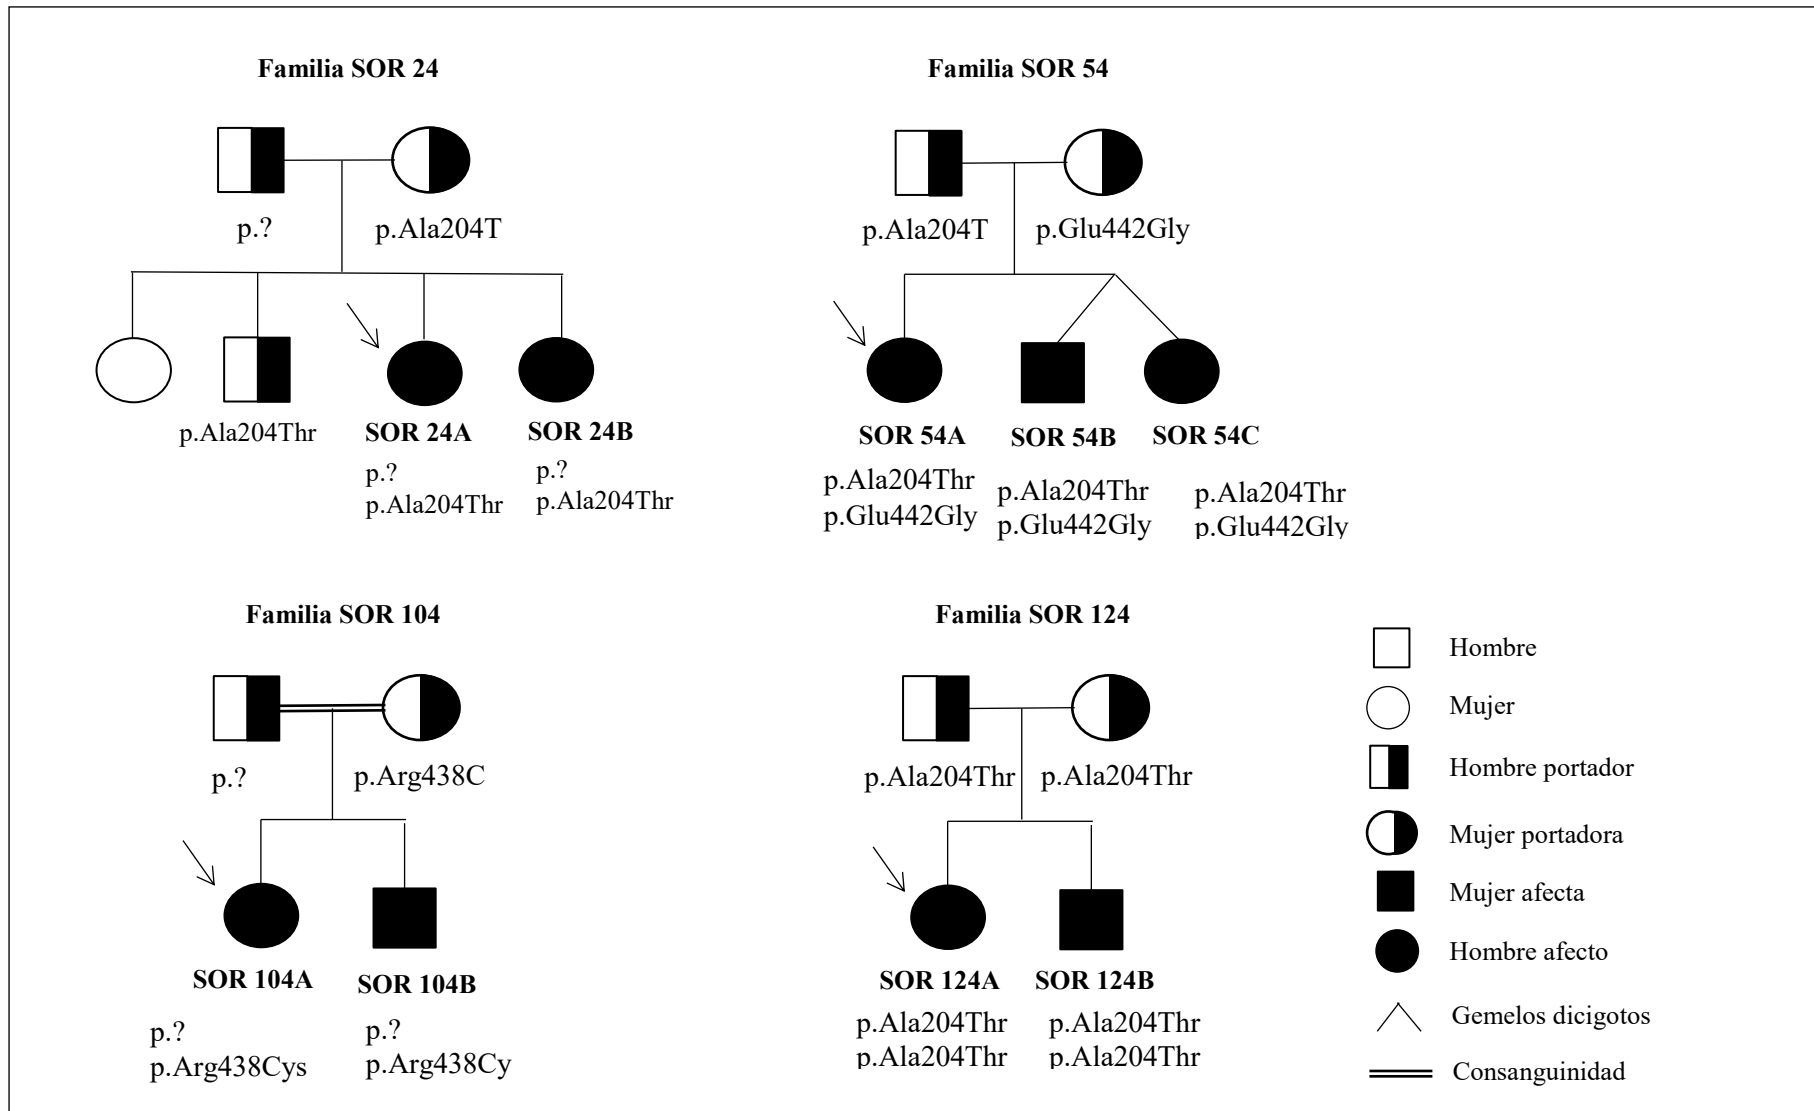 Familia SOR 24
p.?
p.Ala204T
p.Ala204Thr
SOR 24A
p.?
p.Ala204Thr
SOR 24B
p.?
p.Ala204Thr
Familia SOR 54
p.Ala204T
p.Glu442Gly
SOR 54A
p.Ala204Thr
p.Glu442Gly
SOR 54B
p.Ala204Thr
p.Glu442Gly
SOR 54C
p.Ala204Thr
p.Glu442Gly
Familia SOR 104
p.?
p.Arg438C
SOR 104A
p.?
p.Arg438Cys
SOR 104B
p.?
p.Arg438Cy
Familia SOR 124
p.Ala204Thr
p.Ala204Thr
SOR 124A
p.Ala204Thr
p.Ala204Thr
SOR 124B
p.Ala204Thr
p.Ala204Thr
Hombre
Mujer
Hombre portador
Mujer portadora
Mujer afecta
Hombre afecto
Gemelos dicigotos
Consanguinidad